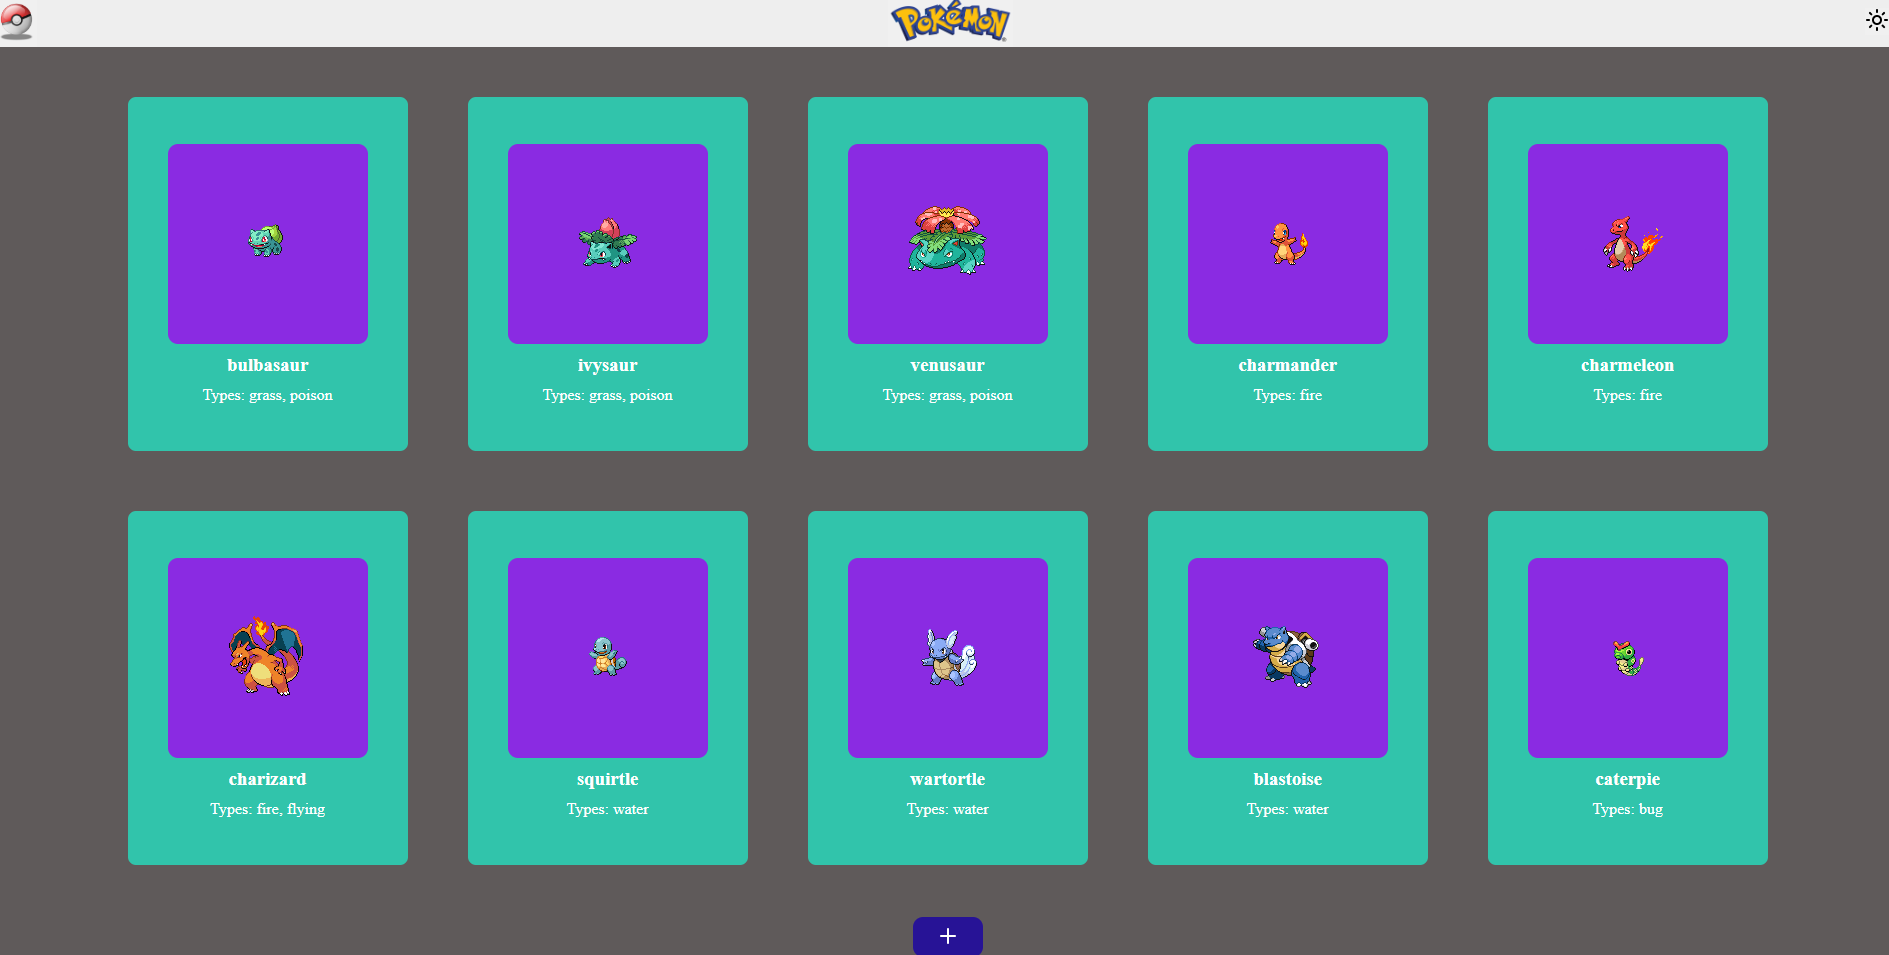 POKÉMON
bulbasaur
Types: grass, poison
ivysaur
Types: grass, poison
venusaur
Types: grass, poison
charmander
Types: fire
charmeleon
Types: fire
charizard
Types: fire, flying
squirtle
Types: water
wartortle
Types: water
blastoise
Types: water
caterpie
Types: bug
+